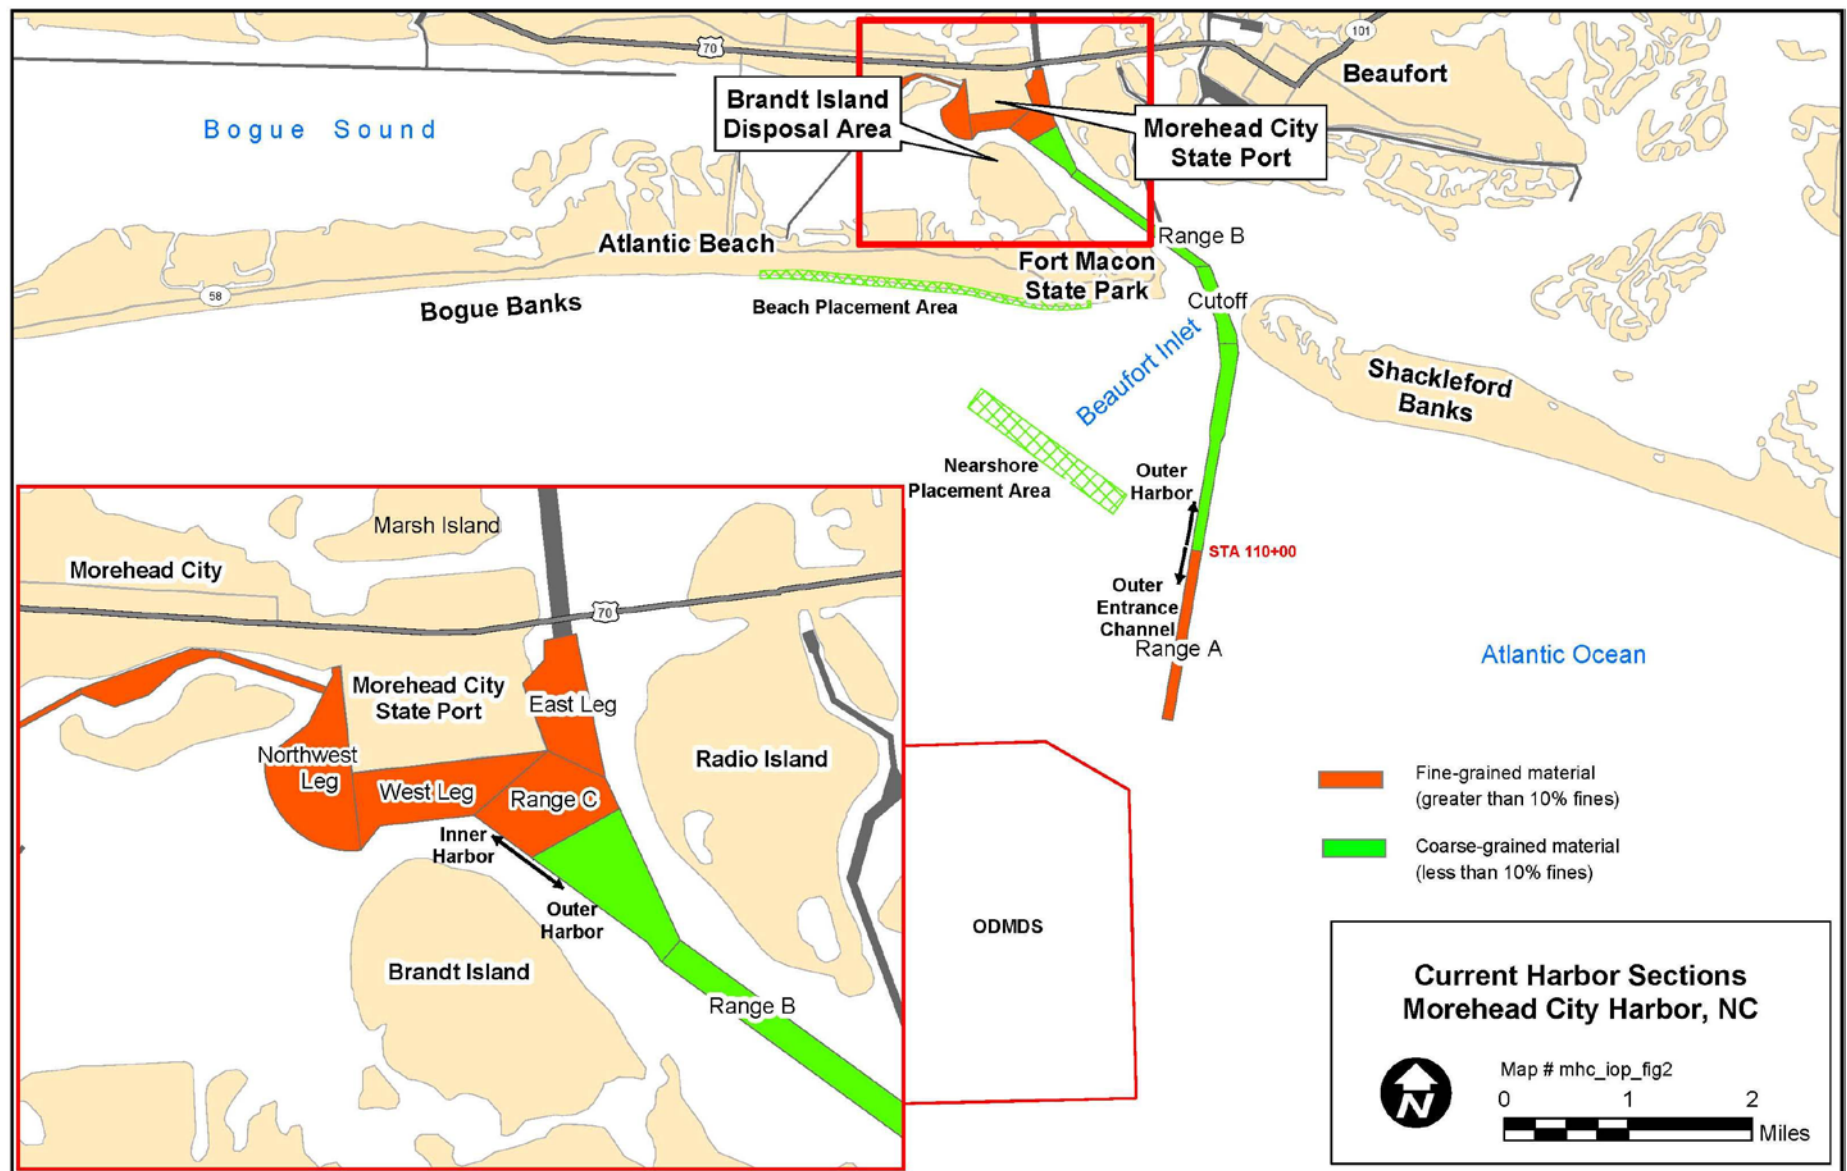 70
101
Beaufort
Brandt Island
Disposal Area
Morehead City
State Port
Bogue Sound
Range B
Atlantic Beach
Fort Macon
State Park
58
Bogue Banks
Beach Placement Area
Cutoff
Beaufort Inlet
Shackleford
Banks
Nearshore
Placement Area
Outer
Harbor
STA 110+00
Outer
Entrance
Channel
Range A
Atlantic Ocean
Marsh Island
Morehead City
70
Morehead City
State Port
East Leg
Northwest
Leg
West Leg
Range C
Radio Island
Inner
Harbor
Outer
Harbor
Brandt Island
Range B
ODMDS
Fine-grained material
(greater than 10% fines)
Coarse-grained material
(less than 10% fines)
Current Harbor Sections
Morehead City Harbor, NC
N
Map # mhc_iop_fig2
0 1 2
Miles